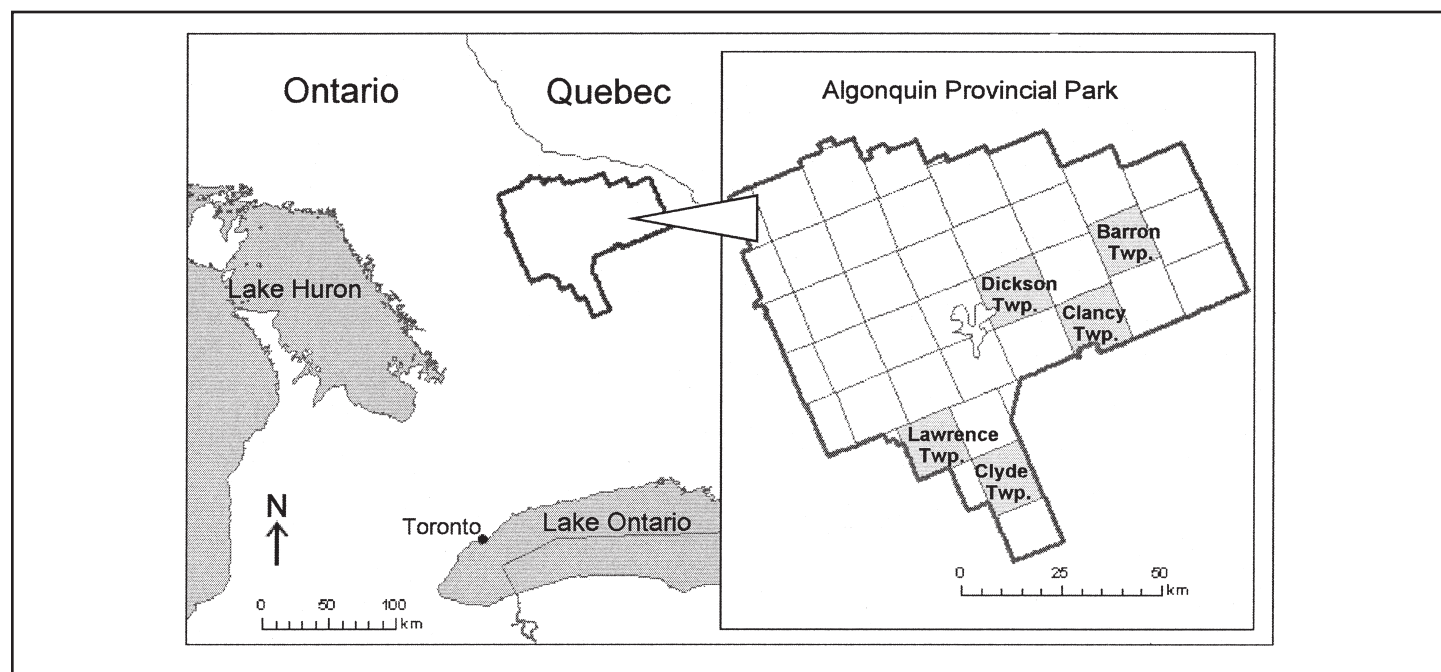 Ontario
Quebec
Algonquin Provincial Park
Barron
Twp.
Dickson
Twp.
Clancy
Twp.
Lake Huron
Lawrence
Twp.
Clyde
Twp.
N
Toronto
Lake Ontario
0 50 100
km
0 25 50
km